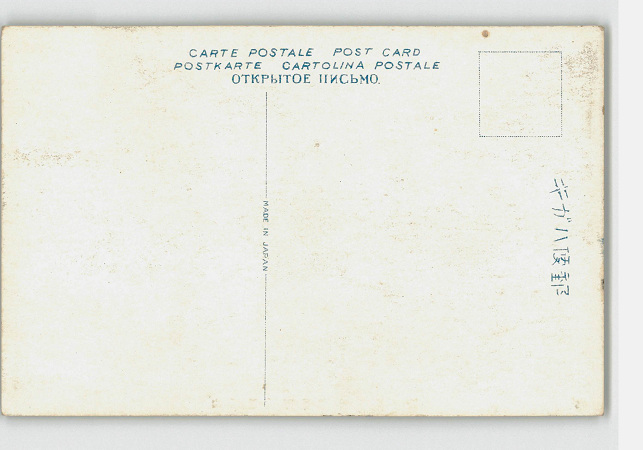 CARTE POSTALE POST CARD
POSTKARTE CARTOLINA POSTALE
ОТКРЫТОЕ ПИСЬМО.
MADE IN JAPAN
郵便ハガキ